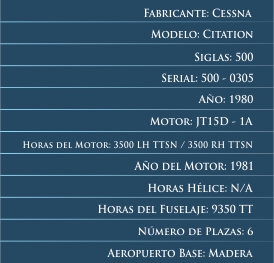 Fabricante: Cessna
Modelo: Citation
Siglas: 500
Serial: 500 - 0305
Año: 1980
Motor: JT15D - 1A
Horas del Motor: 3500 LH TTSN / 3500 RH TTSN
Año del Motor: 1981
Horas Hélice: N/A
Horas del Fuselaje: 9350 TT
Número de Plazas: 6
Aeropuerto Base: Madera